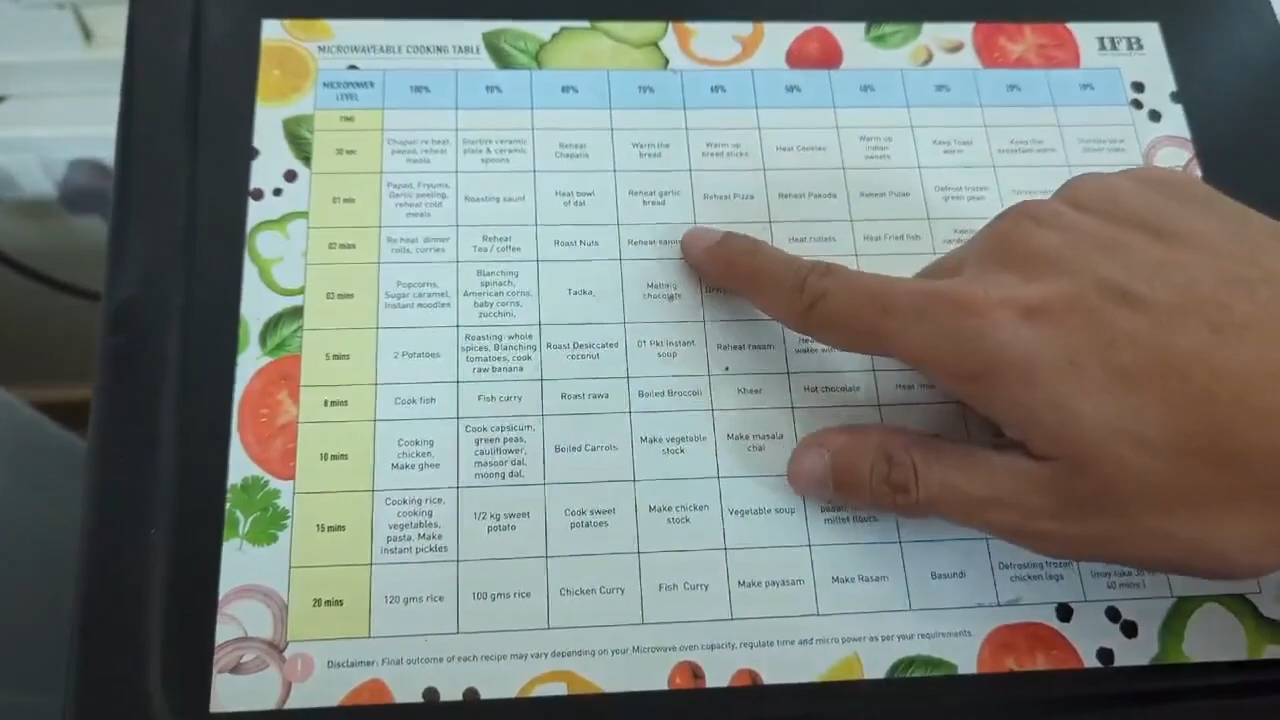 MICROWAVEABLE COOKING TABLE
IFB
MICROPOWER
LEVEL
100%
90%
80%
70%
60%
50%
40%
30%
20%
10%
TIME
30 sec
Chapati re heat,
papad, reheat
meals
Sterlize ceramic
plate & ceramic
spoons
Reheat
Chapatis
Warm the
bread
Warm up
bread sticks
Heat Cookies
Warm up
Indian
sweets
Keep Toast
warm
01 min
Papad, Fryums,
Garlic peeling,
reheat cold
meals
Roasting saunf
Heat bowl
of dal
Reheat garlic
bread
Reheat Pizza
Reheat Pakoda
Reheat Pulao
Defrost frozen
green peas
02 mins
Re heat dinner
rolls, curries
Reheat
Tea / coffee
Roast Nuts
Reheat
Heat cutlets
Heat Fried fish
03 mins
Popcorns,
Sugar caramel,
Instant noodles
Blanching
spinach,
American corns,
baby corns,
zucchini,
Tadka,
Melting
chocolate
5 mins
2 Potatoes
Roasting whole
spices, Blanching
tomatoes, cook
raw banana
Roast Desiccated
coconut
01 Pkt Instant
soup
Reheat rasam
water
8 mins
Cook fish
Fish curry
Roast rawa
Boiled Broccoli
Kheer
Hot chocolate
10 mins
Cooking
chicken,
Make ghee
Cook capsicum,
green peas,
cauliflower,
masoor dal,
moong dal,
Boiled Carrots
Make vegetable
stock
Make masala
chai
15 mins
Cooking rice,
cooking
vegetables,
pasta, Make
instant pickles
1/2 kg sweet
potato
Cook sweet
potatoes
Make chicken
stock
Vegetable soup
millet flours.
20 mins
120 gms rice
100 gms rice
Chicken Curry
Fish Curry
Make payasam
Make Rasam
Basundi
Defrosting frozen
chicken legs
(may take
60 mins)
Disclaimer: Final outcome of each recipe may vary depending on your Microwave oven capacity, regulate time and micro power as per your requirements.